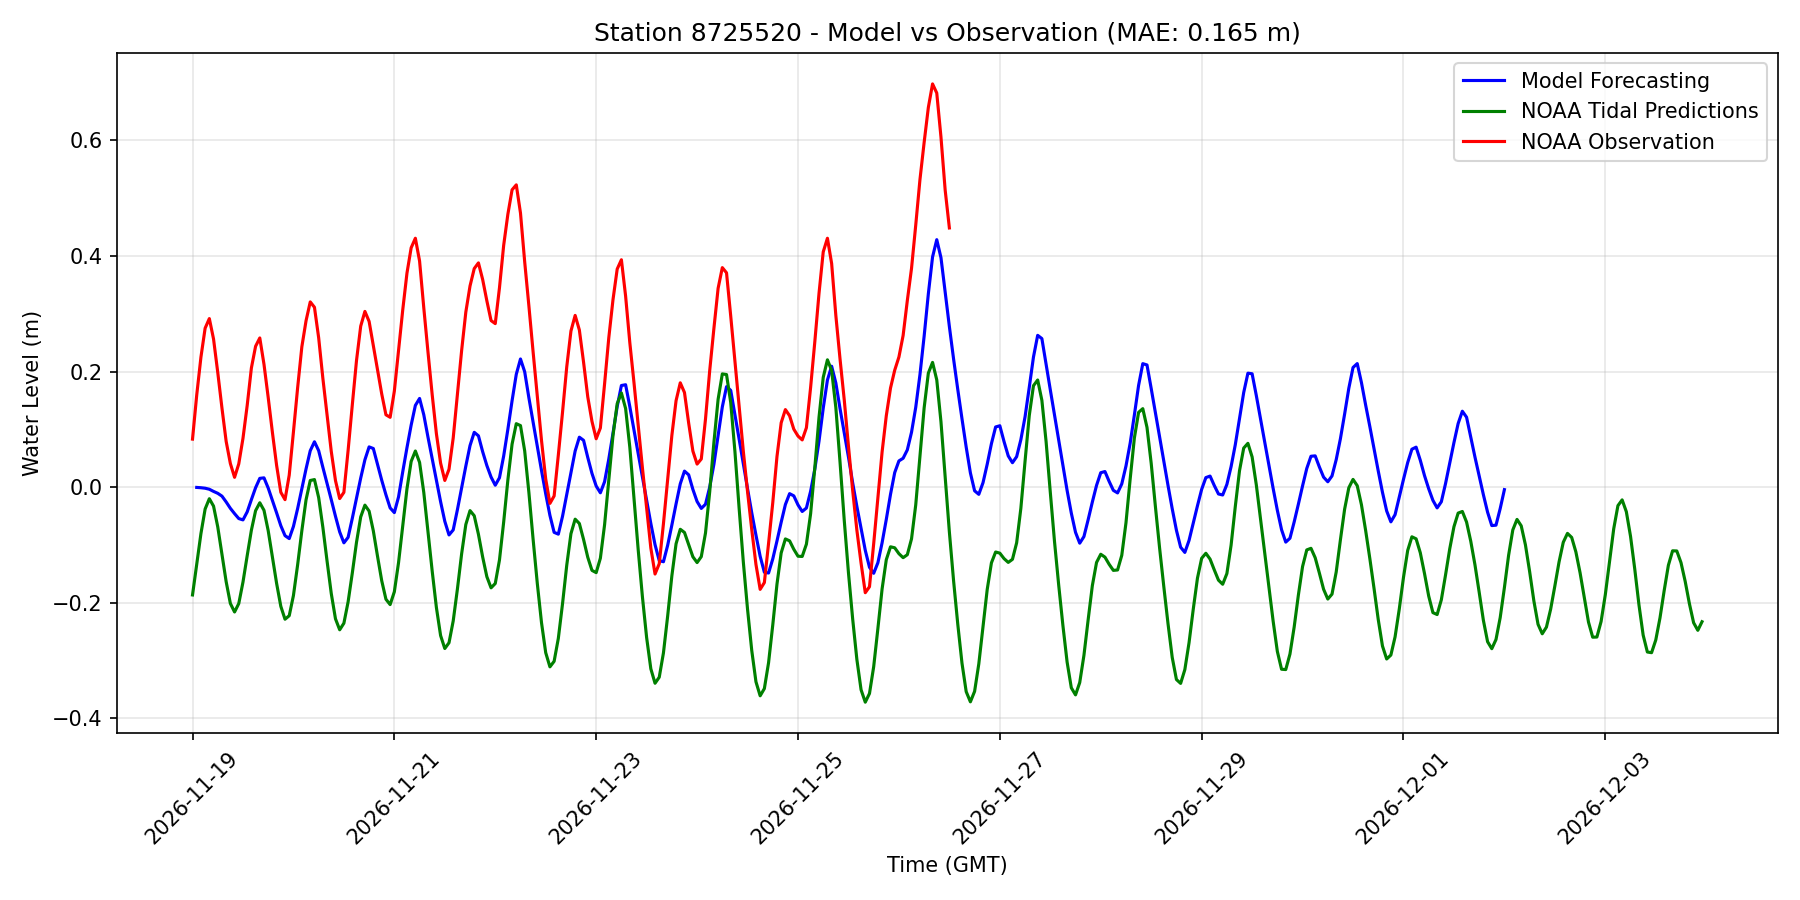 Station 8725520 - Model vs Observation (MAE: 0.165 m)
Model Forecasting
NOAA Tidal Predictions
NOAA Observation
Water Level (m)
0.6
0.4
0.2
0.0
−0.2
−0.4
2026-11-19
2026-11-21
2026-11-23
2026-11-25
2026-11-27
2026-11-29
2026-12-01
2026-12-03
Time (GMT)